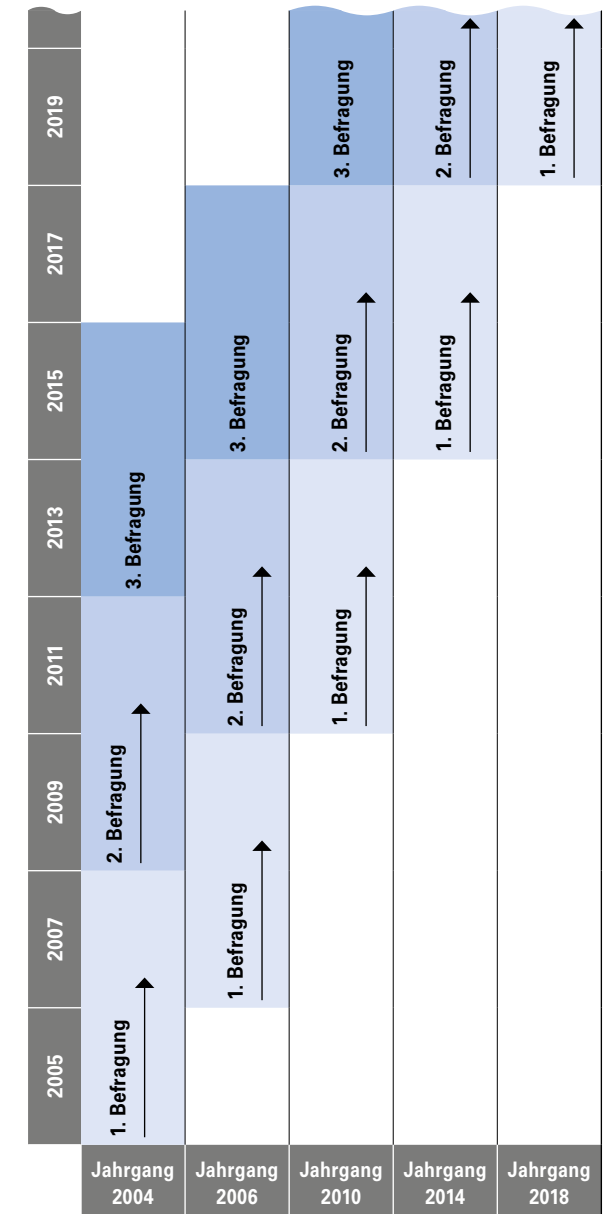 2019
3. Befragung
2. Befragung
1. Befragung
2017
2015
3. Befragung
2. Befragung
1. Befragung
2013
3. Befragung
2011
2. Befragung
1. Befragung
2009
2. Befragung
2007
1. Befragung
2005
1. Befragung
Jahrgang
2004
Jahrgang
2006
Jahrgang
2010
Jahrgang
2014
Jahrgang
2018